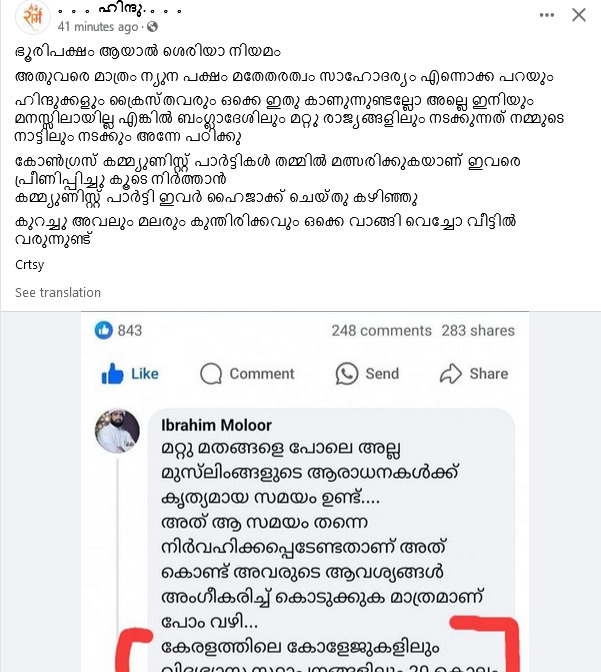 . . . ഹിന്ദു. . . .
41 minutes ago ·
ഭൂരിപക്ഷം ആയാൽ ശെരിയാ നിയമം
അതുവരെ മാത്രം ന്യുന പക്ഷം മതേതരത്വം സാഹോദര്യം എന്നൊക്ക പറയും
ഹിന്ദുക്കളും ക്രൈസ്തവരും ഒക്കെ ഇതു കാണുന്നുണ്ടല്ലോ അല്ലെ ഇനിയും
മനസ്സിലായില്ല എങ്കിൽ ബംഗ്ലാദേശിലും മറ്റു രാജ്യങ്ങളിലും നടക്കുന്നത് നമ്മുടെ
നാട്ടിലും നടക്കും അന്നേ പഠിക്കു
കോൺഗ്രസ് കമ്മ്യുണിസ്റ്റ് പാർട്ടികൾ തമ്മിൽ മത്സരിക്കുകയാണ് ഇവരെ
പ്രീണിപ്പിച്ചു കൂടെ നിർത്താൻ
കമ്മ്യുണിസ്റ്റ് പാർട്ടി ഇവർ ഹൈജാക്ക് ചെയ്തു കഴിഞ്ഞു
കുറച്ചു അവലും മലരും കുന്തിരിക്കവും ഒക്കെ വാങ്ങി വെച്ചോ വീട്ടിൽ
വരുന്നുണ്ട്
Crtsy
See translation
843 248 comments 283 shares
Like Comment Send Share
Ibrahim Moloor
മറ്റു മതങ്ങളെ പോലെ അല്ല
മുസ്ലിംങ്ങളുടെ ആരാധനകൾക്ക്
കൃത്യമായ സമയം ഉണ്ട്....
അത് ആ സമയം തന്നെ
നിർവഹിക്കപ്പെടേണ്ടതാണ് അത്
കൊണ്ട് അവരുടെ ആവശ്യങ്ങൾ
അംഗീകരിച്ച് കൊടുക്കുക മാത്രമാണ്
പോം വഴി...
കേരളത്തിലെ കോളേജുകളിലും